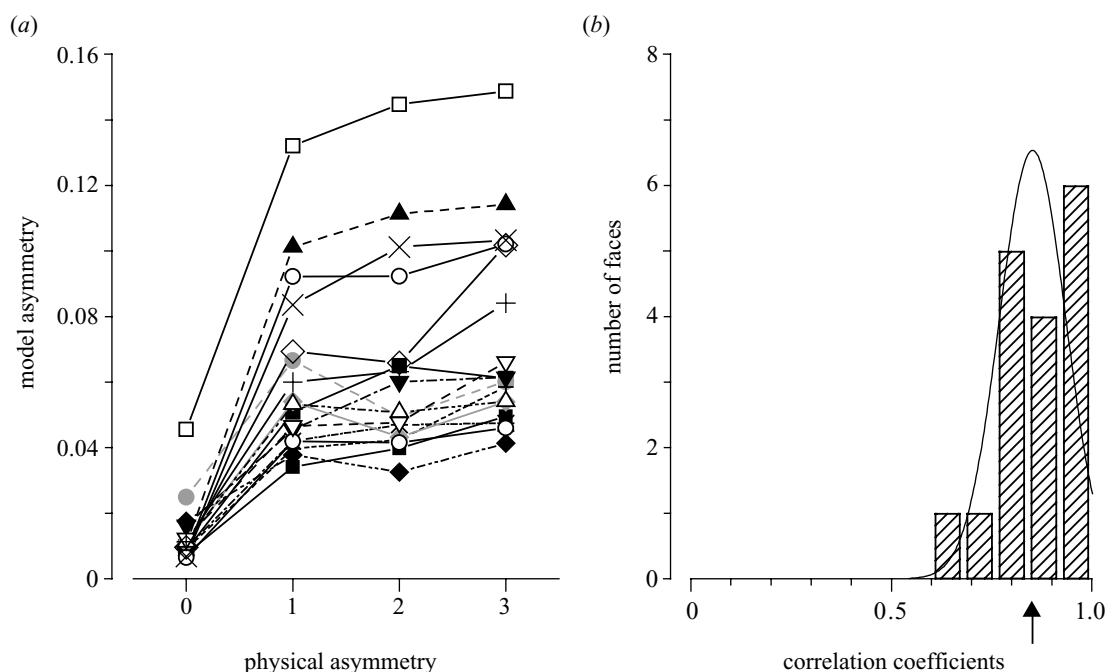 (a)
0.16
0.12
0.08
0.04
0
model asymmetry
0 1 2 3
physical asymmetry
(b)
8
6
4
2
0
number of faces
0 0.5 1.0
correlation coefficients